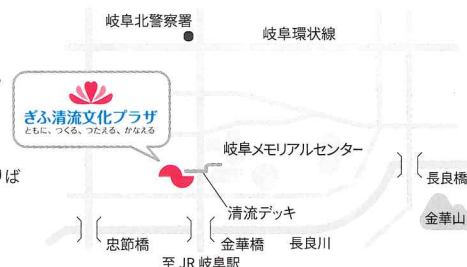 岐阜北警察署
岐阜環状線
ぎふ清流文化プラザ
ともに、つくる、つたえる、かなえる
岐阜メモリアルセンター
りば
長良橋
清流デッキ
金華山
忠節橋
金華橋
長良川
至 JR 岐阜駅